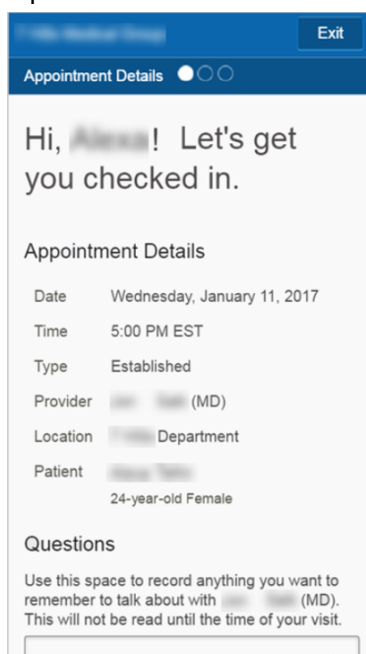 Exit
Appointment Details
Hi, ! Let's get
you checked in.
Appointment Details
Date Wednesday, January 11, 2017
Time 5:00 PM EST
Type Established
Provider (MD)
Location Department
Patient
24-year-old Female
Questions
Use this space to record anything you want to
remember to talk about with (MD).
This will not be read until the time of your visit.